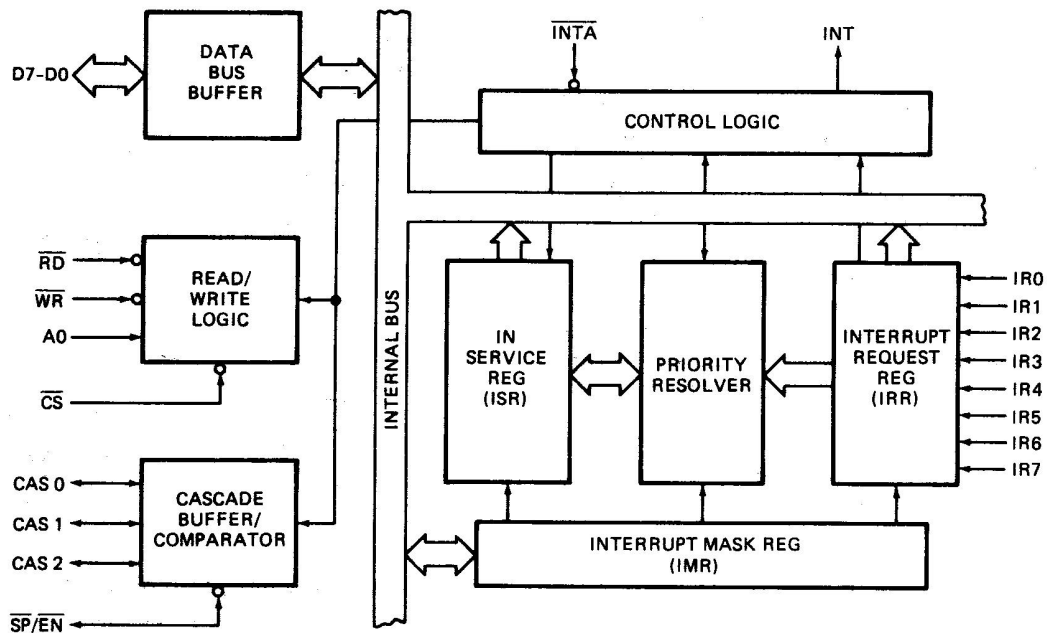 D7-D0
DATA
BUS
BUFFER
INTA
INT
CONTROL LOGIC
RD
WR
A0
CS
READ/
WRITE
LOGIC
INTERNAL BUS
IN
SERVICE
REG
(ISR)
PRIORITY
RESOLVER
INTERRUPT
REQUEST
REG
(IRR)
IR0
IR1
IR2
IR3
IR4
IR5
IR6
IR7
CAS 0
CAS 1
CAS 2
CASCADE
BUFFER/
COMPARATOR
SP/EN
INTERRUPT MASK REG
(IMR)